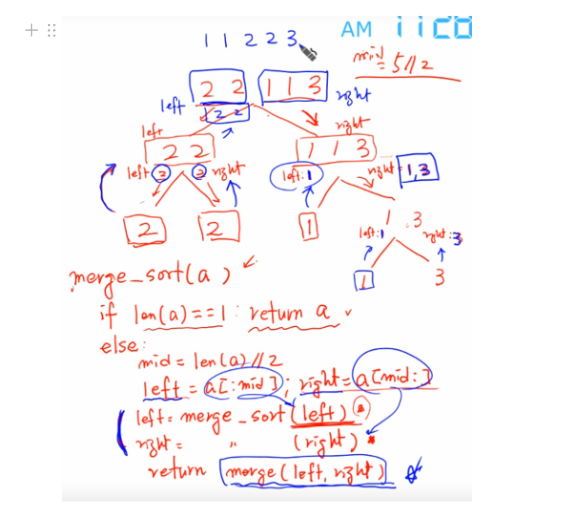 AM 11:28
1 1 2 2 3
mid = 5//2
2 2 1 1 3
left 2 2 right
left right
2 2 1 1 3
left 2 2 right left: 1 right 1,3
2 2 1 1 3
left: 1 right: 3
1 3
merge_sort(a)
if len(a)==1: return a
else:
mid = len(a)//2
left = a[:mid]; right = a[mid:]
left = merge_sort(left)
right = " (right)
return merge(left, right)